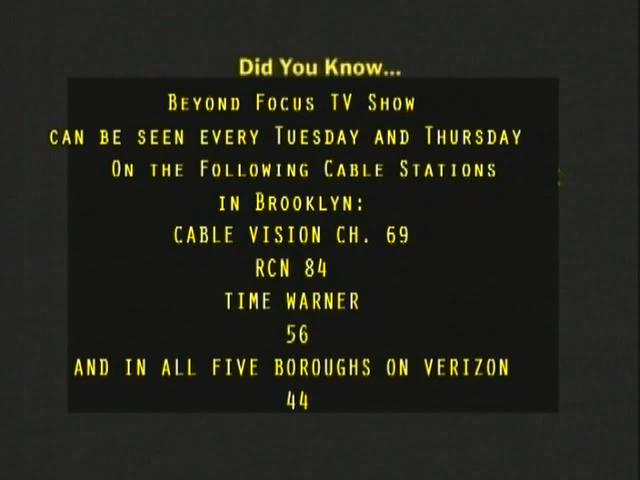 Did You Know...
Beyond Focus TV Show
can be seen every Tuesday and Thursday
On the Following Cable Stations
in Brooklyn:
CABLE VISION CH. 69
RCN 84
TIME WARNER
56
AND IN ALL FIVE BOROUGHS ON VERIZON
44